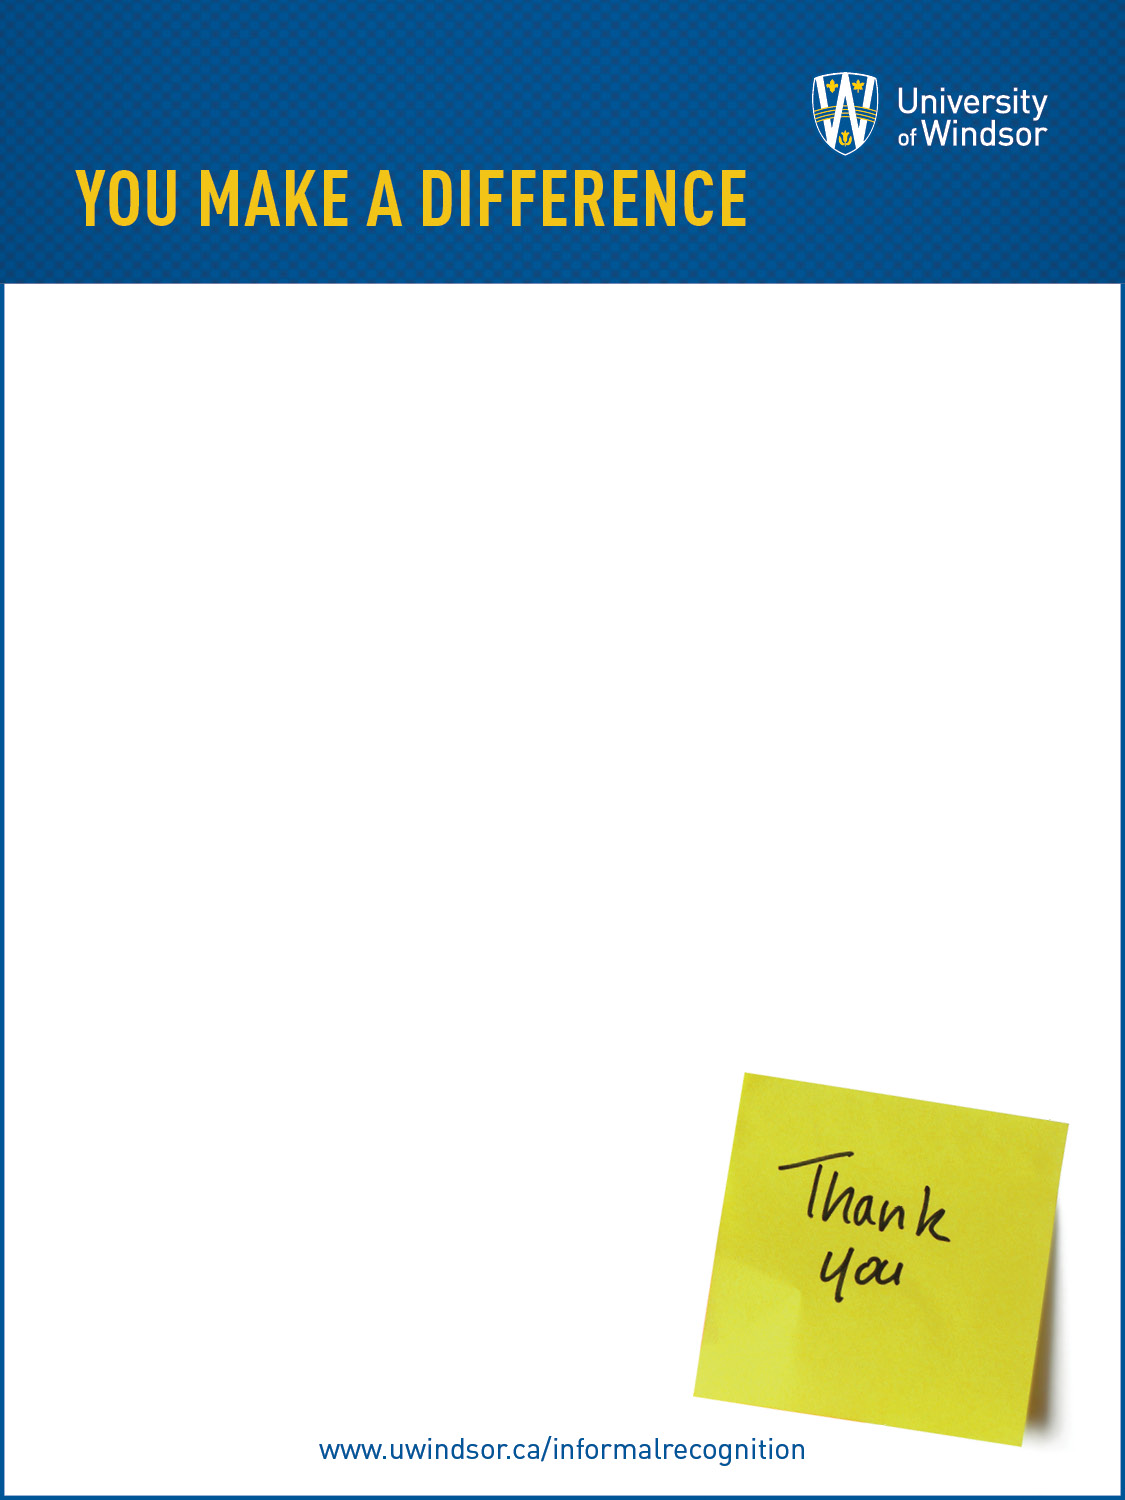 University
of Windsor
YOU MAKE A DIFFERENCE
Thank
you
www.uwindsor.ca/informalrecognition